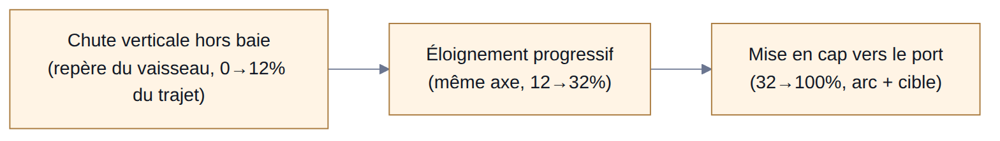 Chute verticale hors baie
(repère du vaisseau, 0→12%
du trajet)
Éloignement progressif
(même axe, 12→32%)
Mise en cap vers le port
(32→100%, arc + cible)